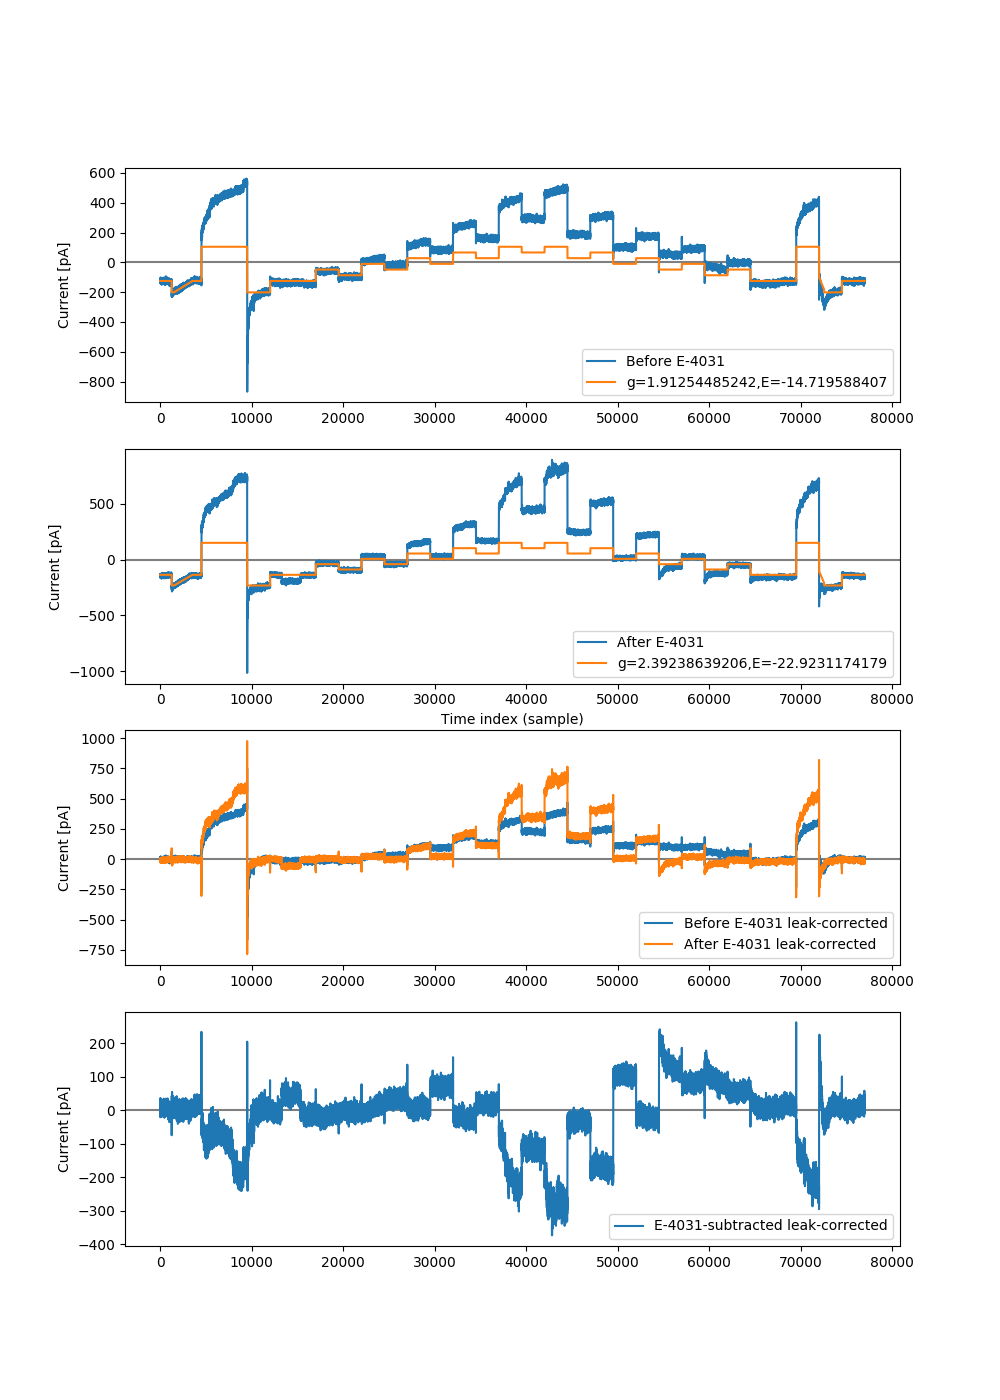 600
400
200
0
−200
−400
−600
−800
Current [pA]
Before E-4031
g=1.91254485242,E=-14.719588407
0 10000 20000 30000 40000 50000 60000 70000 80000
500
0
−500
−1000
Current [pA]
After E-4031
g=2.39238639206,E=-22.9231174179
0 10000 20000 30000 40000 50000 60000 70000 80000
Time index (sample)
1000
750
500
250
0
−250
−500
−750
Current [pA]
Before E-4031 leak-corrected
After E-4031 leak-corrected
0 10000 20000 30000 40000 50000 60000 70000 80000
200
100
0
−100
−200
−300
−400
Current [pA]
E-4031-subtracted leak-corrected
0 10000 20000 30000 40000 50000 60000 70000 80000